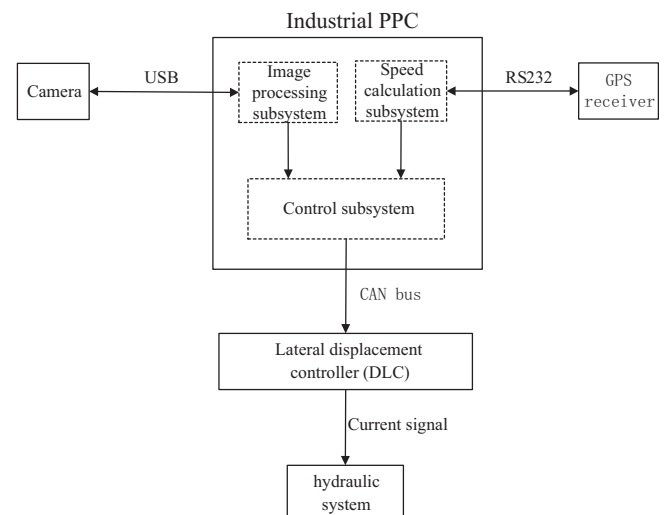 Industrial PPC
Camera
USB
Image
processing
subsystem
Speed
calculation
subsystem
RS232
GPS
receiver
Control subsystem
CAN bus
Lateral displacement
controller (DLC)
Current signal
hydraulic
system